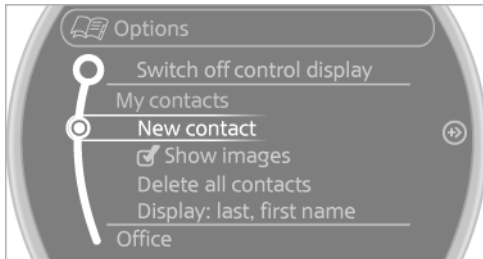 Options
Switch off control display
My contacts
New contact
Show images
Delete all contacts
Display: last, first name
Office